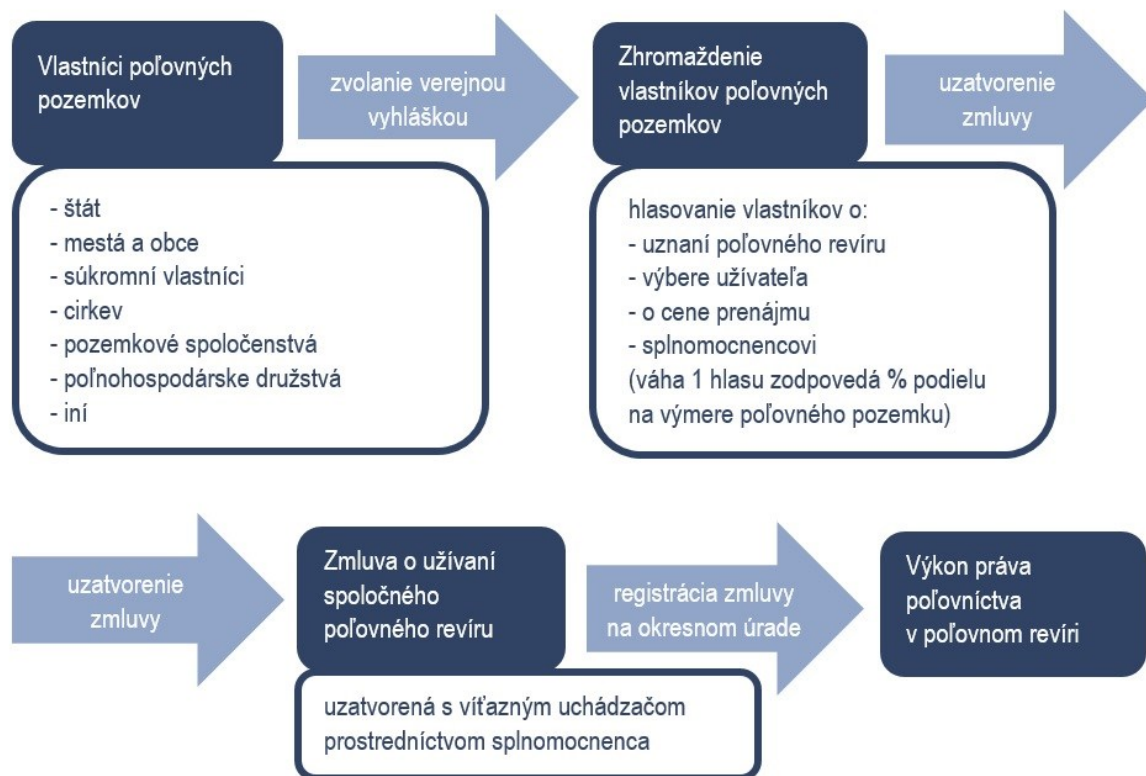 Vlastníci poľovných
pozemkov
zvolanie verejnou
vyhláškou
Zhromaždenie
vlastníkov poľovných
pozemkov
uzatvorenie
zmluvy
- štát
- mestá a obce
- súkromní vlastníci
- cirkev
- pozemkové spoločenstvá
- poľnohospodárske družstvá
- iní
hlasovanie vlastníkov o:
- uznaní poľovného revíru
- výbere užívateľa
- o cene prenájmu
- splnomocnencovi
(váha 1 hlasu zodpovedá % podielu
na výmere poľovného pozemku)
uzatvorenie
zmluvy
Zmluva o užívaní
spoločného
poľovného revíru
registrácia zmluvy
na okresnom úrade
Výkon práva
poľovníctva
v poľovnom revíri
uzatvorená s víťazným uchádzačom
prostredníctvom splnomocnenca